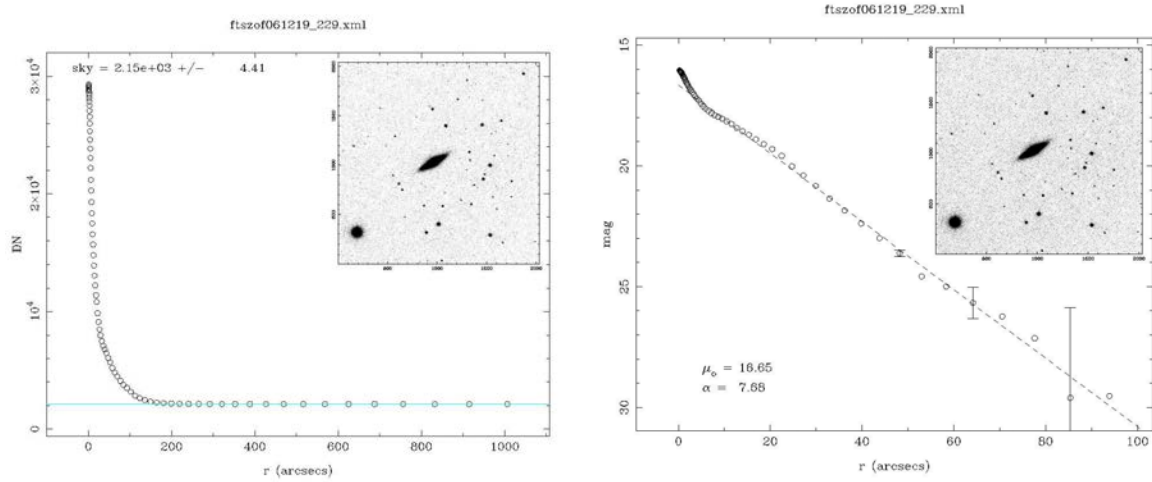 ftszof061219_229.xml
sky = 2.15e+03 +/- 4.41
3×10⁴
2×10⁴
10⁴
0
DN
0 200 400 600 800 1000
r (arcsecs)
ftszof061219_229.xml
15
20
25
30
mag
μₒ = 16.65
α = 7.68
0 20 40 60 80 100
r (arcsecs)